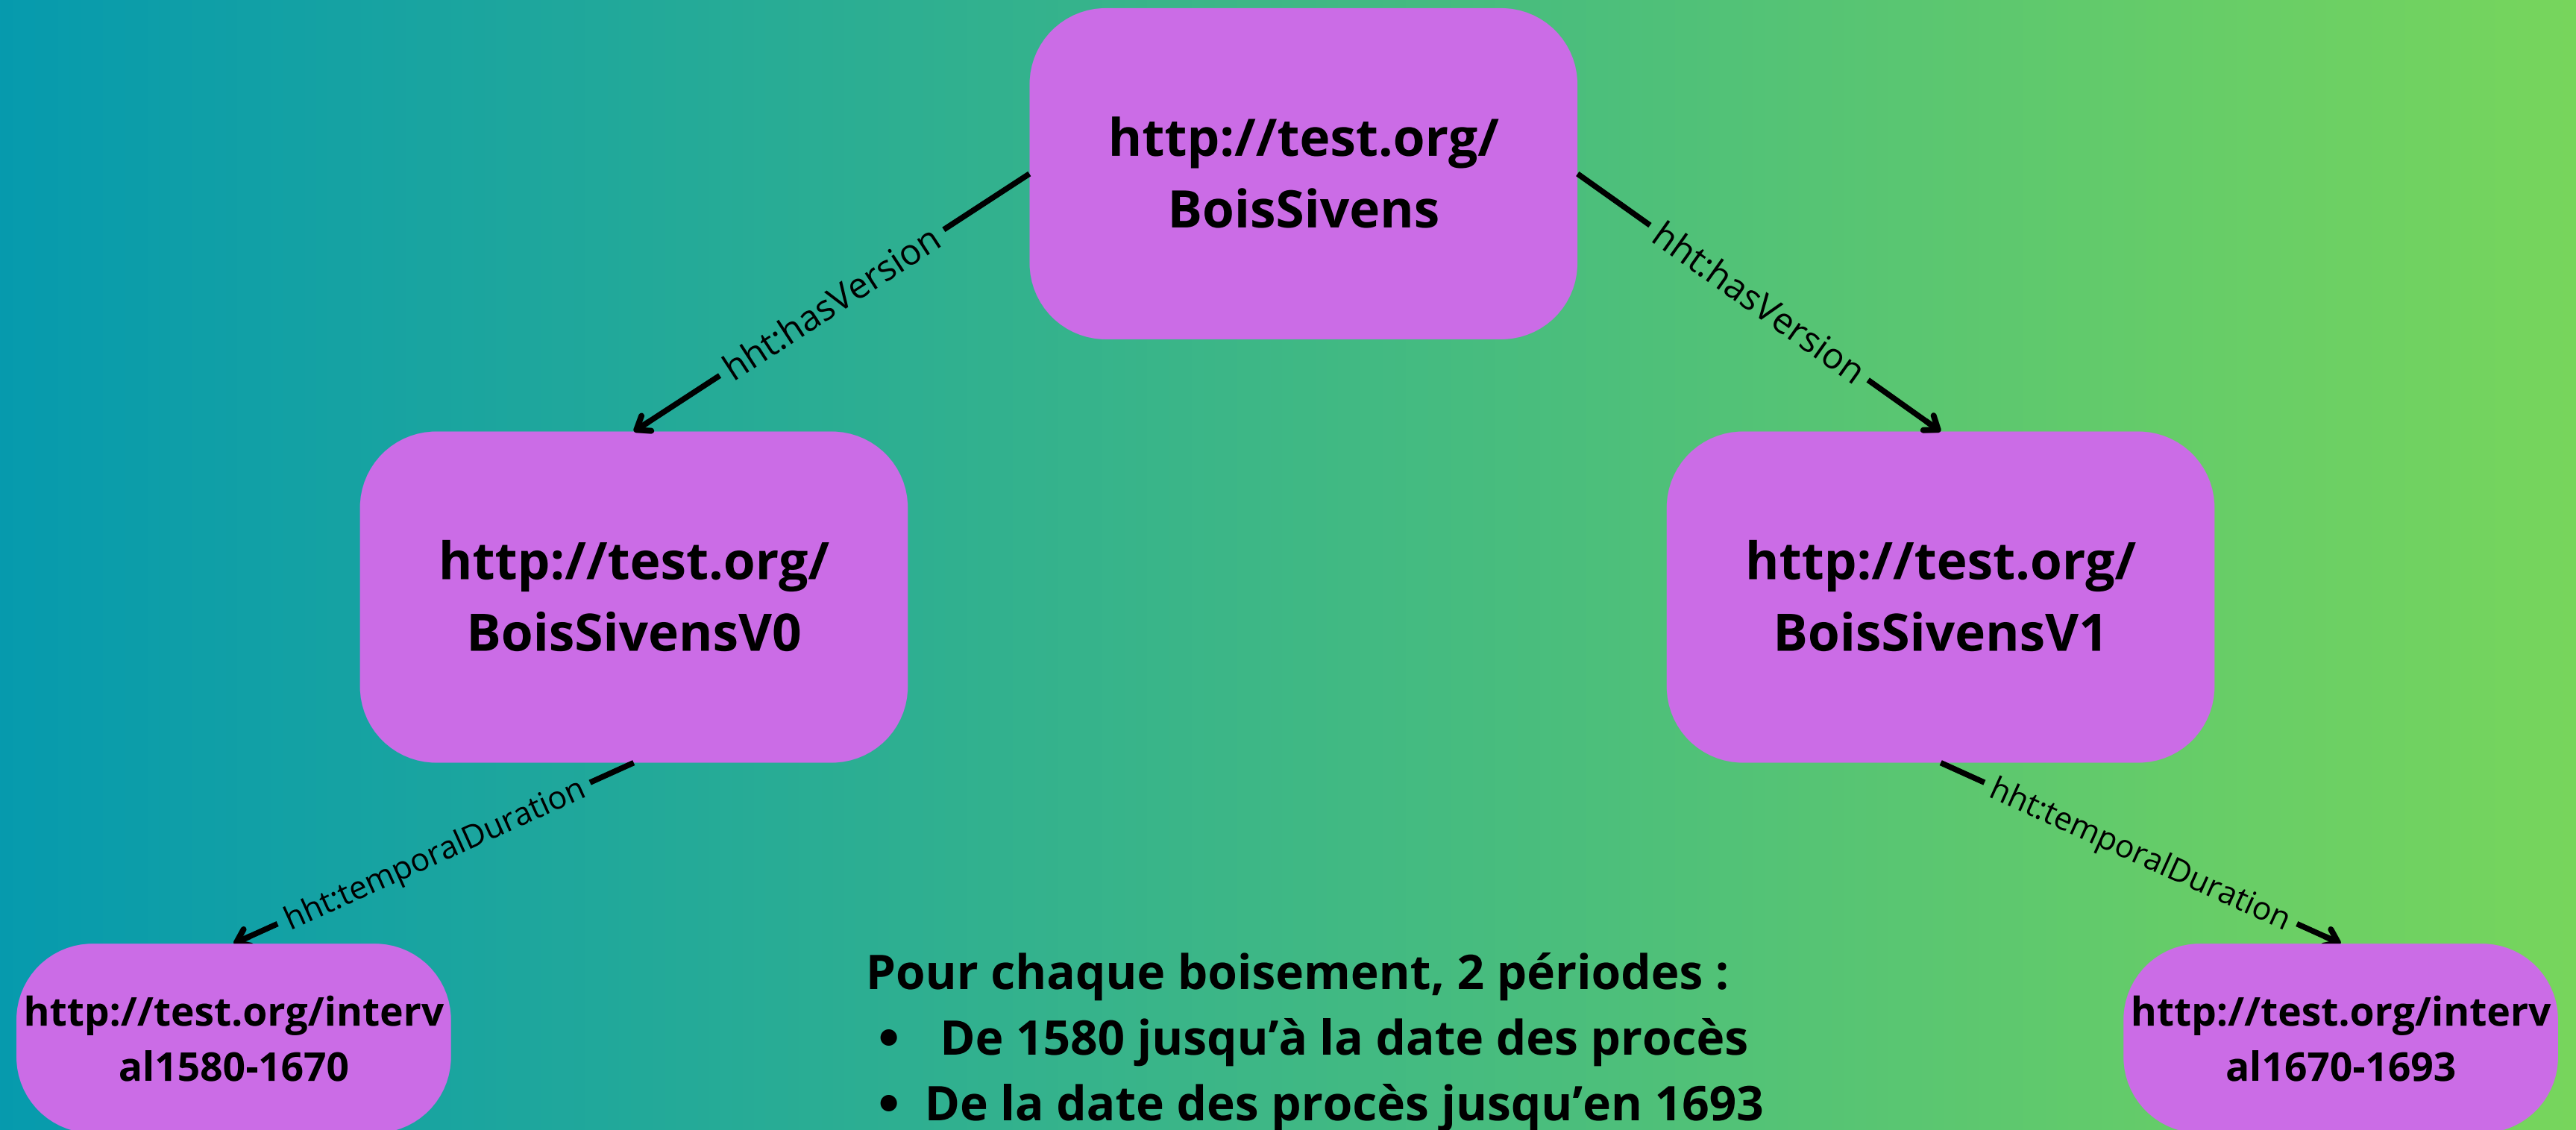 http://test.org/
BoisSivens
hht:hasVersion
hht:hasVersion
http://test.org/
BoisSivensV0
http://test.org/
BoisSivensV1
hht:temporalDuration
hht:temporalDuration
http://test.org/interv
al1580-1670
Pour chaque boisement, 2 périodes :
• De 1580 jusqu’à la date des procès
• De la date des procès jusqu’en 1693
http://test.org/interv
al1670-1693